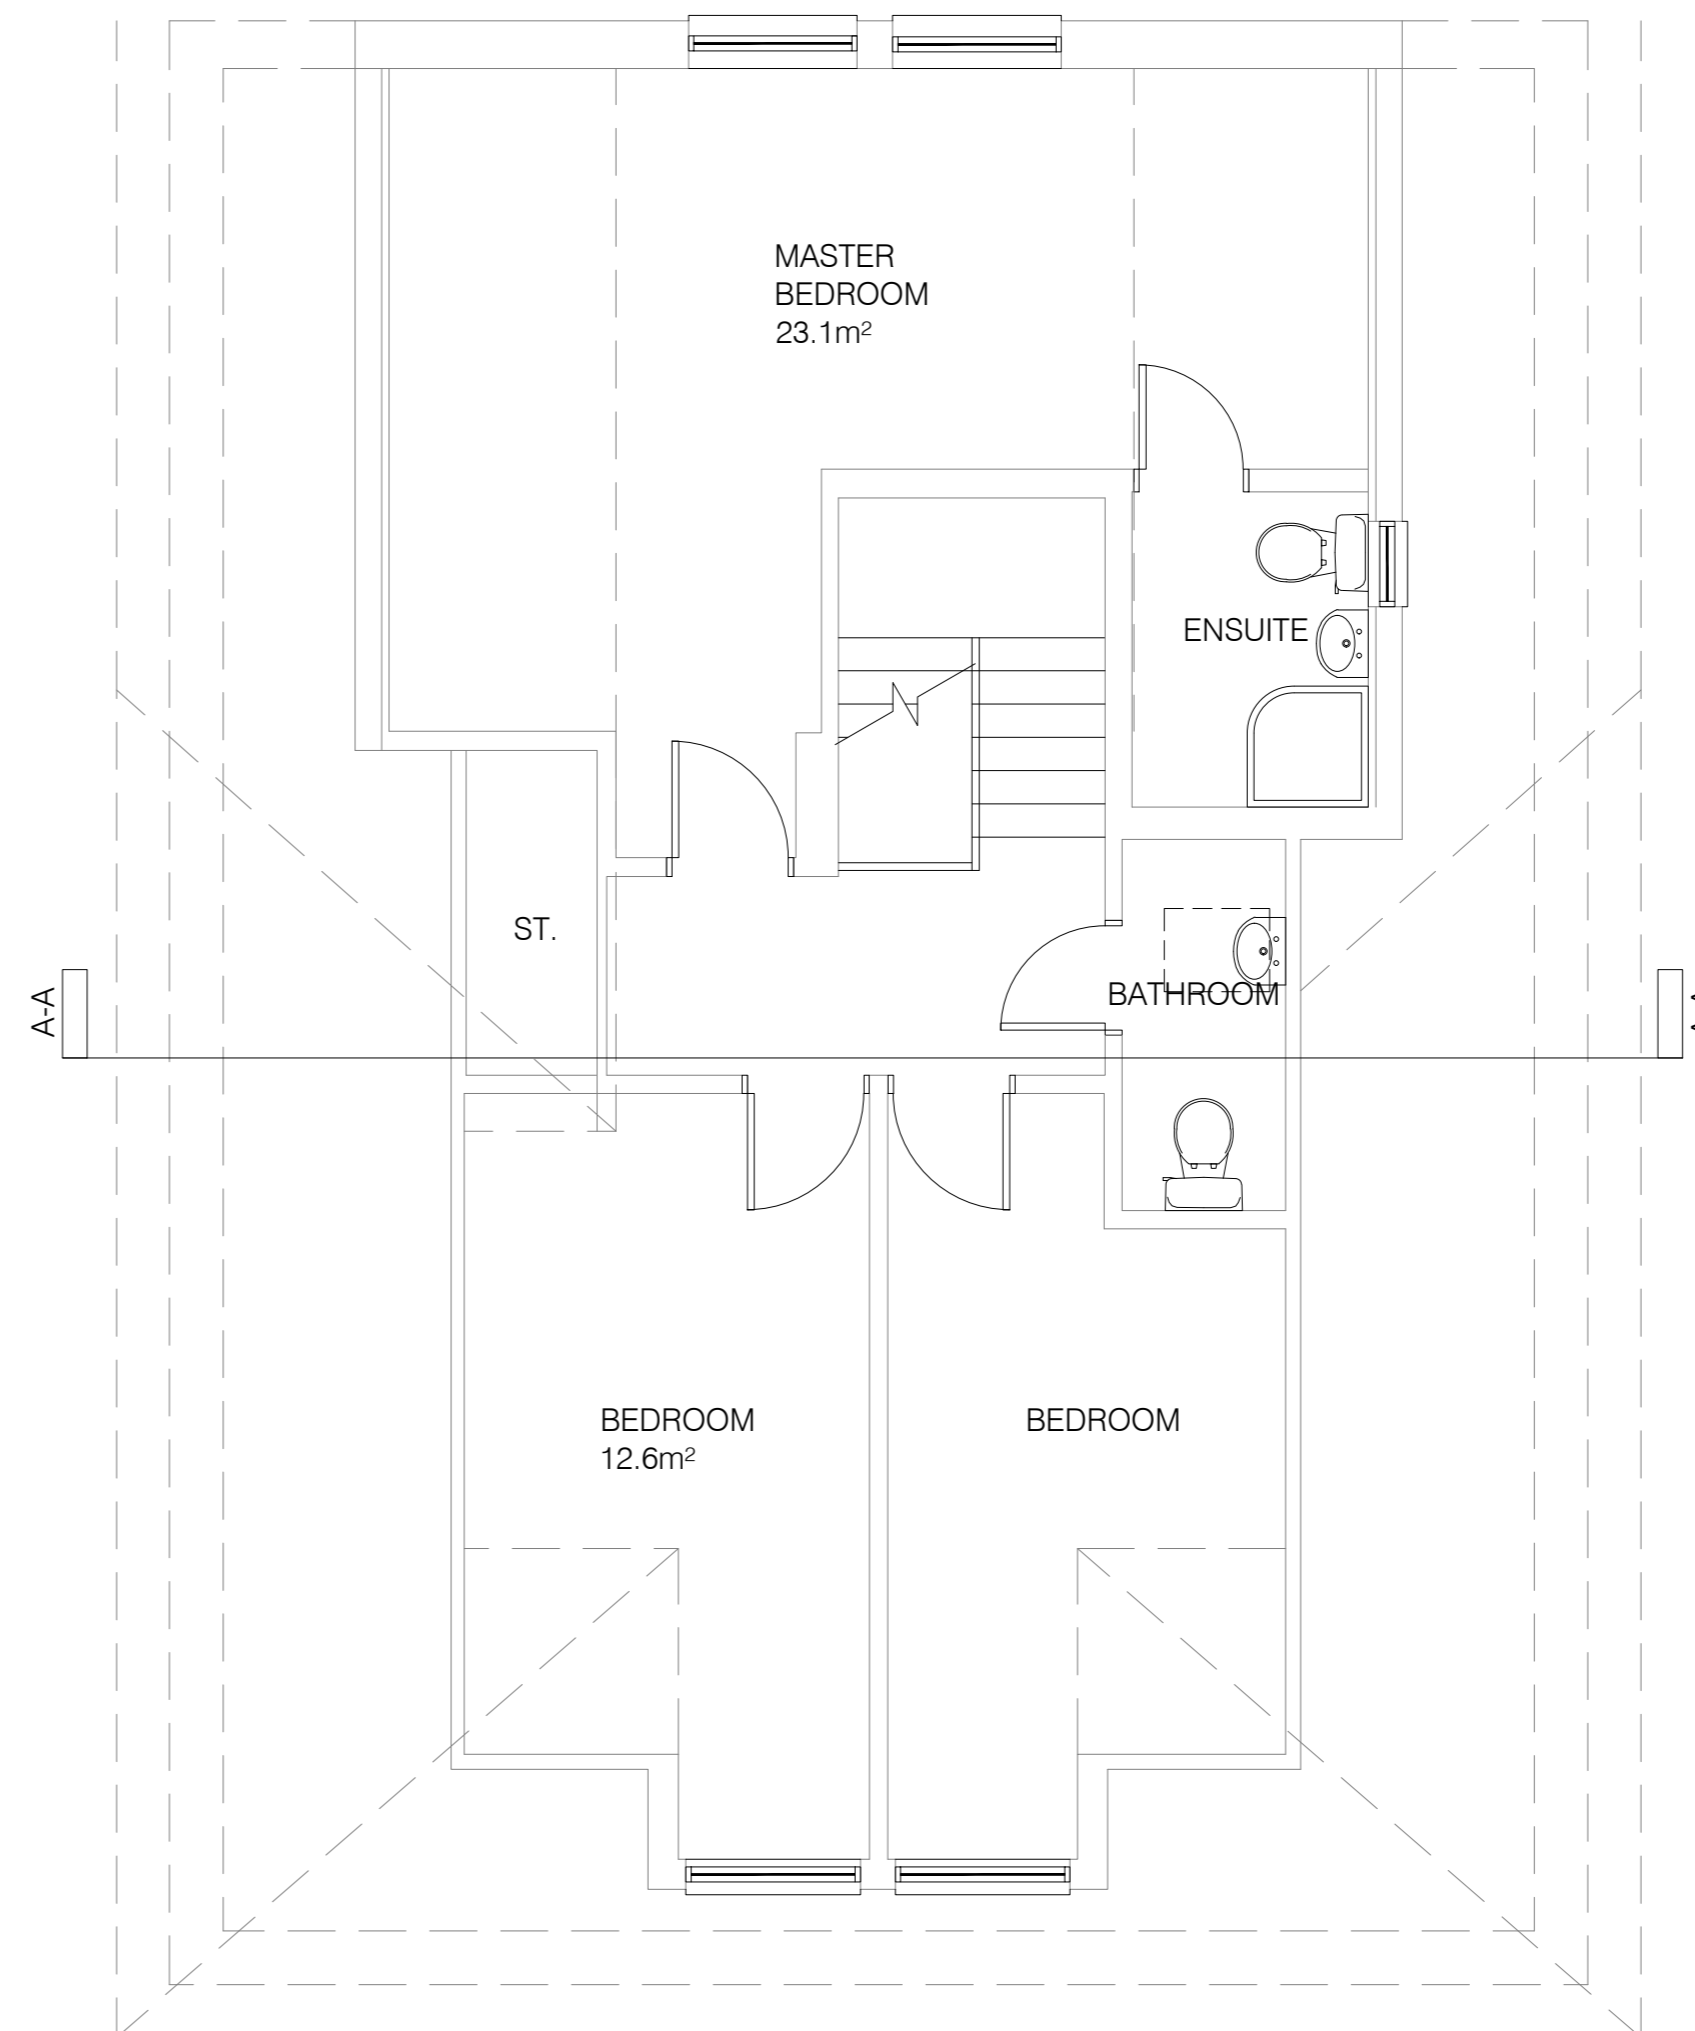 MASTER
BEDROOM
23.1m²
ENSUITE
ST.
A-A
BATHROOM
BEDROOM
12.6m²
BEDROOM